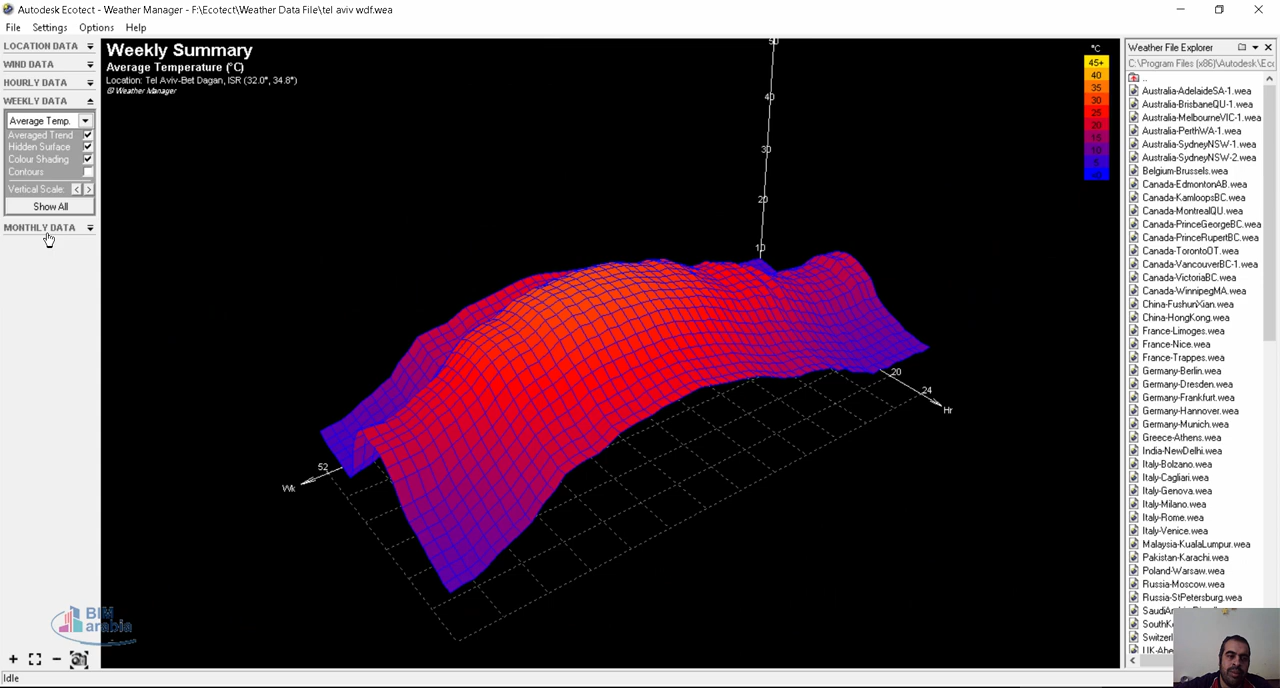 Autodesk Ecotect - Weather Manager - F:\Ecotect\Weather Data File\tel aviv wdf.wea
File Settings Options Help
LOCATION DATA
WIND DATA
HOURLY DATA
WEEKLY DATA
Average Temp.
Averaged Trend
Hidden Surface
Colour Shading
Contours
Vertical Scale: < >
Show All
MONTHLY DATA
Weekly Summary
Average Temperature (°C)
Location: Tel Aviv-Bet Dagan, ISR (32.0°, 34.8°)
© Weather Manager
50
40
30
20
10
20
24
Hr
52
Wk
°C
45+
40
35
30
25
20
15
10
5
Weather File Explorer
C:\Program Files (x86)\Autodesk\Eco
..
Australia-AdelaideSA-1.wea
Australia-BrisbaneQU-1.wea
Australia-MelbourneVIC-1.wea
Australia-PerthWA-1.wea
Australia-SydneyNSW-1.wea
Australia-SydneyNSW-2.wea
Belgium-Brussels.wea
Canada-EdmontonAB.wea
Canada-KamloopsBC.wea
Canada-MontrealQU.wea
Canada-PrinceGeorgeBC.wea
Canada-PrinceRupertBC.wea
Canada-TorontoOT.wea
Canada-VancouverBC-1.wea
Canada-VictoriaBC.wea
Canada-WinnipegMA.wea
China-FushunXian.wea
China-HongKong.wea
France-Limoges.wea
France-Nice.wea
France-Trappes.wea
Germany-Berlin.wea
Germany-Dresden.wea
Germany-Frankfurt.wea
Germany-Hannover.wea
Germany-Munich.wea
Greece-Athens.wea
India-NewDelhi.wea
Italy-Bolzano.wea
Italy-Cagliari.wea
Italy-Genova.wea
Italy-Milano.wea
Italy-Rome.wea
Italy-Venice.wea
Malaysia-KualaLumpur.wea
Pakistan-Karachi.wea
Poland-Warsaw.wea
Russia-Moscow.wea
Russia-StPetersburg.wea
BIM
arabia
Idle